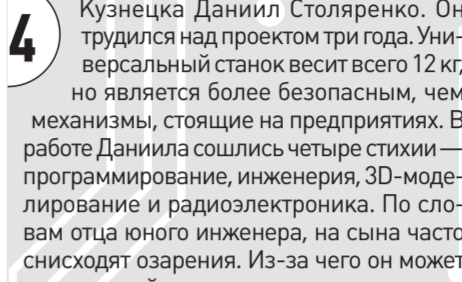 4
Кузнецка Даниил Столяренко. Он
трудился над проектом три года. Уни-
версальный станок весит всего 12 кг,
но является более безопасным, чем
механизмы, стоящие на предприятиях. В
работе Даниила сошлись четыре стихии —
программирование, инженерия, 3D-моде-
лирование и радиоэлектроника. По сло-
вам отца юного инженера, на сына часто
снисходят озарения. Из-за чего он может